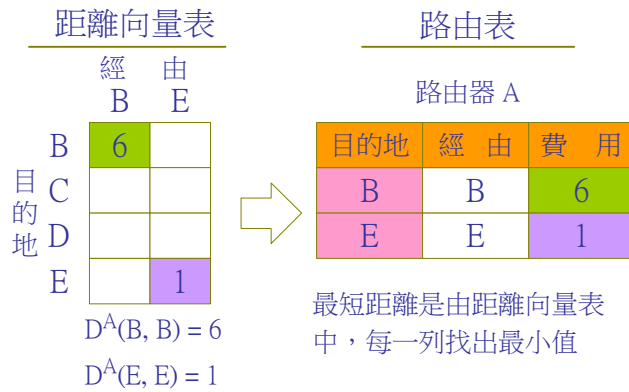 距離向量表
經 由
B E
B 6
C
D
E 1
目的地
D^A(B, B) = 6
D^A(E, E) = 1
路由表
路由器 A
目的地 經 由 費 用
B B 6
E E 1
最短距離是由距離向量表
中，每一列找出最小值